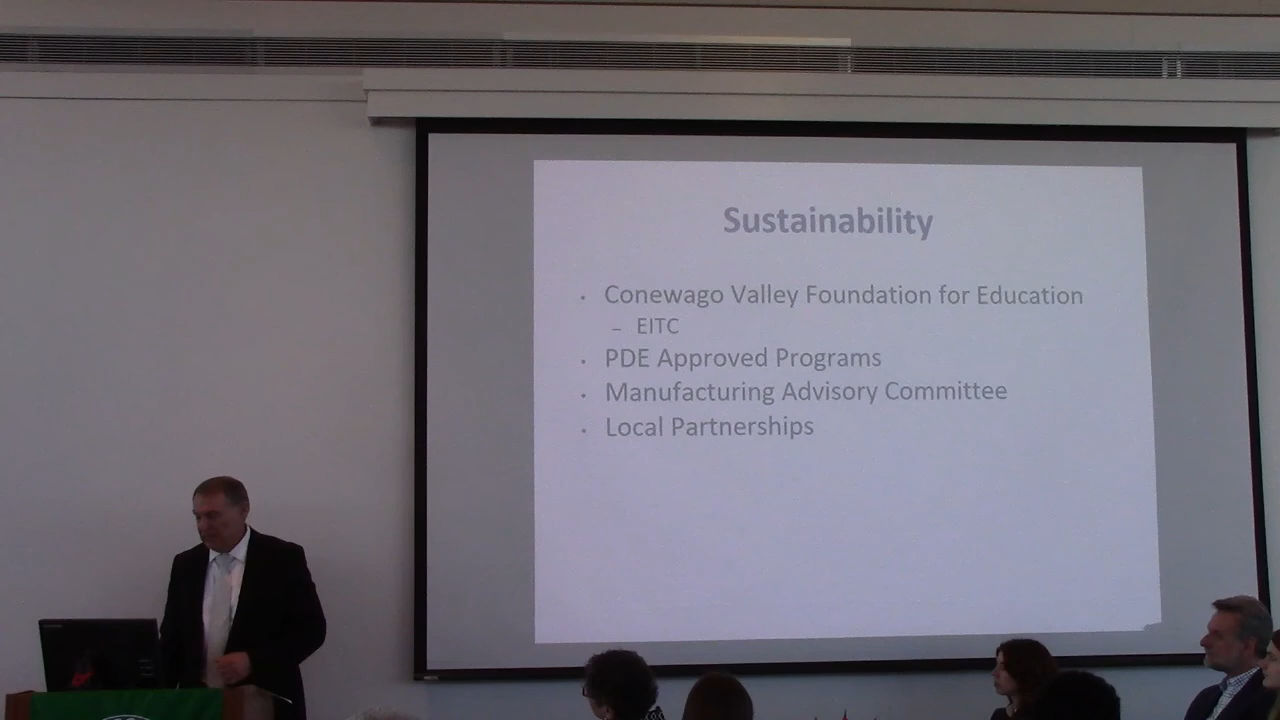 Sustainability
• Conewago Valley Foundation for Education
– EITC
• PDE Approved Programs
• Manufacturing Advisory Committee
• Local Partnerships